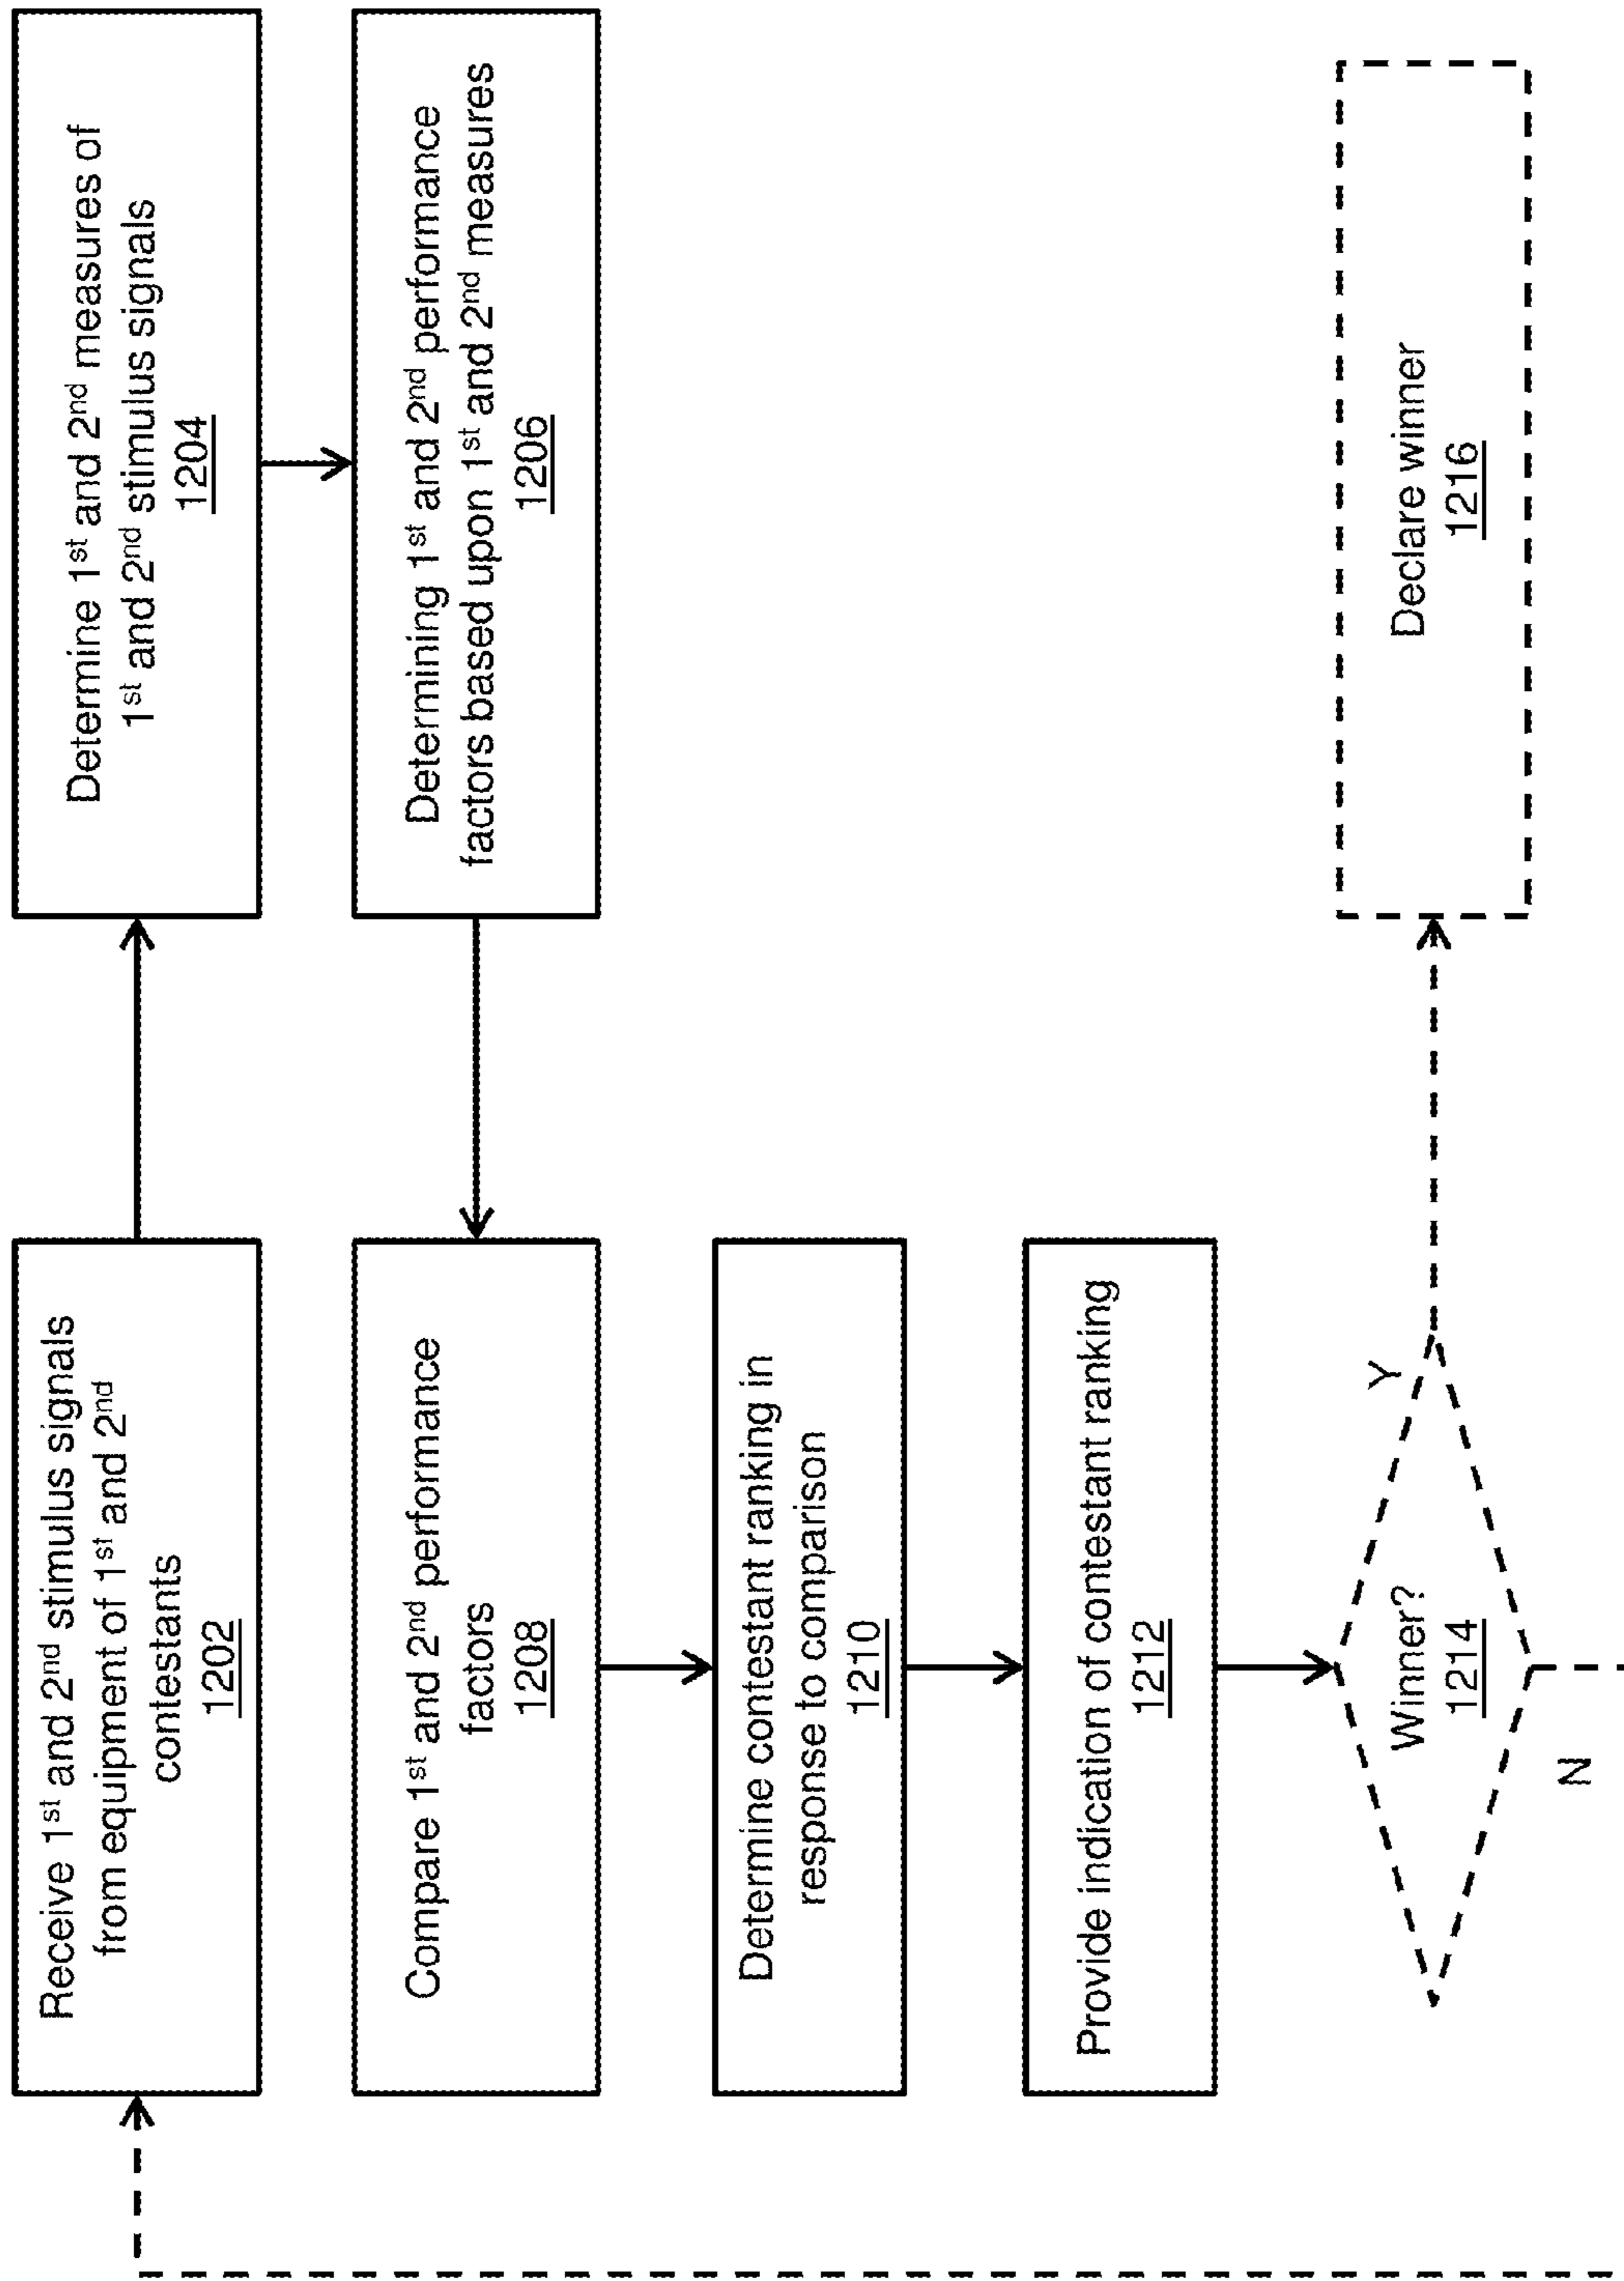 Receive 1st and 2nd stimulus signals
from equipment of 1st and 2nd
contestants
1202
Determine 1st and 2nd measures of
1st and 2nd stimulus signals
1204
Determining 1st and 2nd performance
factors based upon 1st and 2nd measures
1206
Compare 1st and 2nd performance
factors
1208
Determine contestant ranking in
response to comparison
1210
Provide indication of contestant ranking
1212
Winner?
1214
Y
N
Declare winner
1216